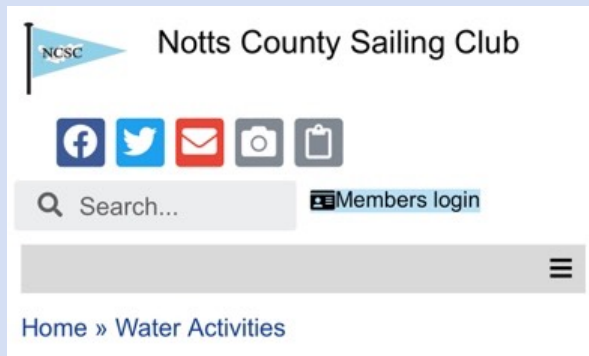 NCSC
Notts County Sailing Club
Search...
Members login
Home » Water Activities